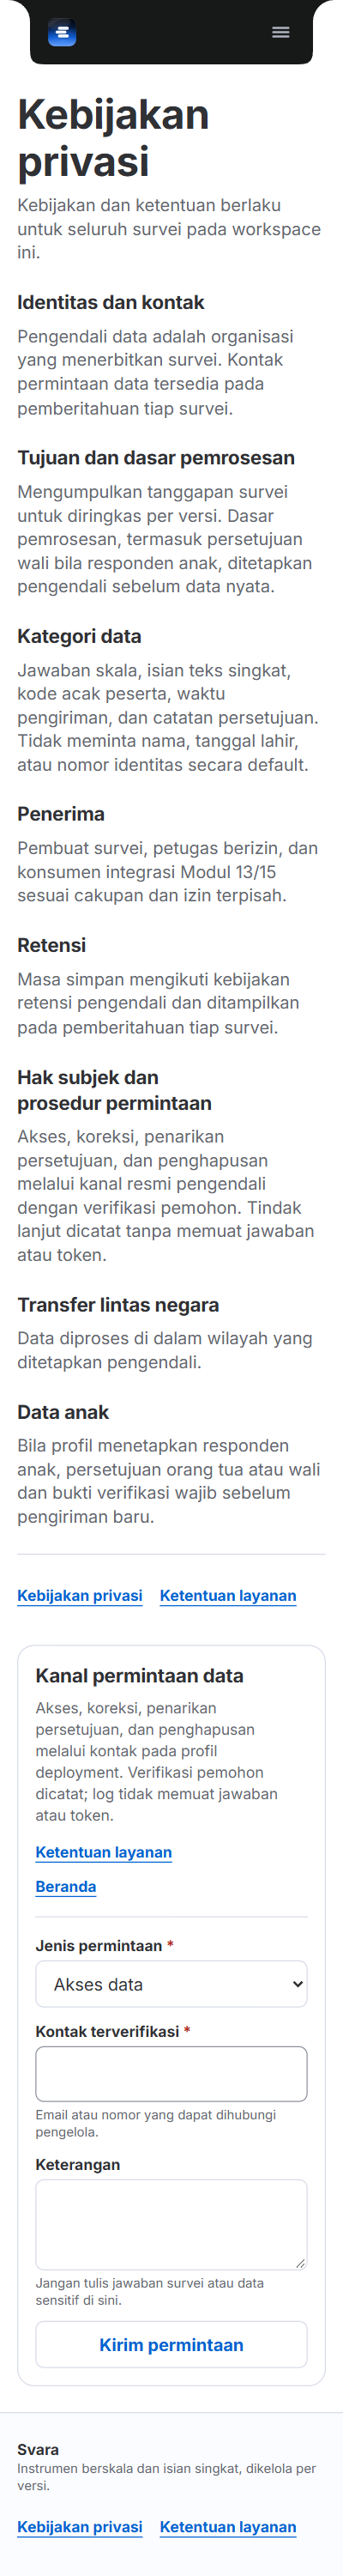 Kebijakan
privasi
Kebijakan dan ketentuan berlaku
untuk seluruh survei pada workspace
ini.
Identitas dan kontak
Pengendali data adalah organisasi
yang menerbitkan survei. Kontak
permintaan data tersedia pada
pemberitahuan tiap survei.
Tujuan dan dasar pemrosesan
Mengumpulkan tanggapan survei
untuk diringkas per versi. Dasar
pemrosesan, termasuk persetujuan
wali bila responden anak, ditetapkan
pengendali sebelum data nyata.
Kategori data
Jawaban skala, isian teks singkat,
kode acak peserta, waktu
pengiriman, dan catatan persetujuan.
Tidak meminta nama, tanggal lahir,
atau nomor identitas secara default.
Penerima
Pembuat survei, petugas berizin, dan
konsumen integrasi Modul 13/15
sesuai cakupan dan izin terpisah.
Retensi
Masa simpan mengikuti kebijakan
retensi pengendali dan ditampilkan
pada pemberitahuan tiap survei.
Hak subjek dan
prosedur permintaan
Akses, koreksi, penarikan
persetujuan, dan penghapusan
melalui kanal resmi pengendali
dengan verifikasi pemohon. Tindak
lanjut dicatat tanpa memuat jawaban
atau token.
Transfer lintas negara
Data diproses di dalam wilayah yang
ditetapkan pengendali.
Data anak
Bila profil menetapkan responden
anak, persetujuan orang tua atau wali
dan bukti verifikasi wajib sebelum
pengiriman baru.
Kebijakan privasi Ketentuan layanan
Kanal permintaan data
Akses, koreksi, penarikan
persetujuan, dan penghapusan
melalui kontak pada profil
deployment. Verifikasi pemohon
dicatat; log tidak memuat jawaban
atau token.
Ketentuan layanan
Beranda
Jenis permintaan *
Akses data
Kontak terverifikasi *
Email atau nomor yang dapat dihubungi
pengelola.
Keterangan
Jangan tulis jawaban survei atau data
sensitif di sini.
Kirim permintaan
Svara
Instrumen berskala dan isian singkat, dikelola per
versi.
Kebijakan privasi Ketentuan layanan